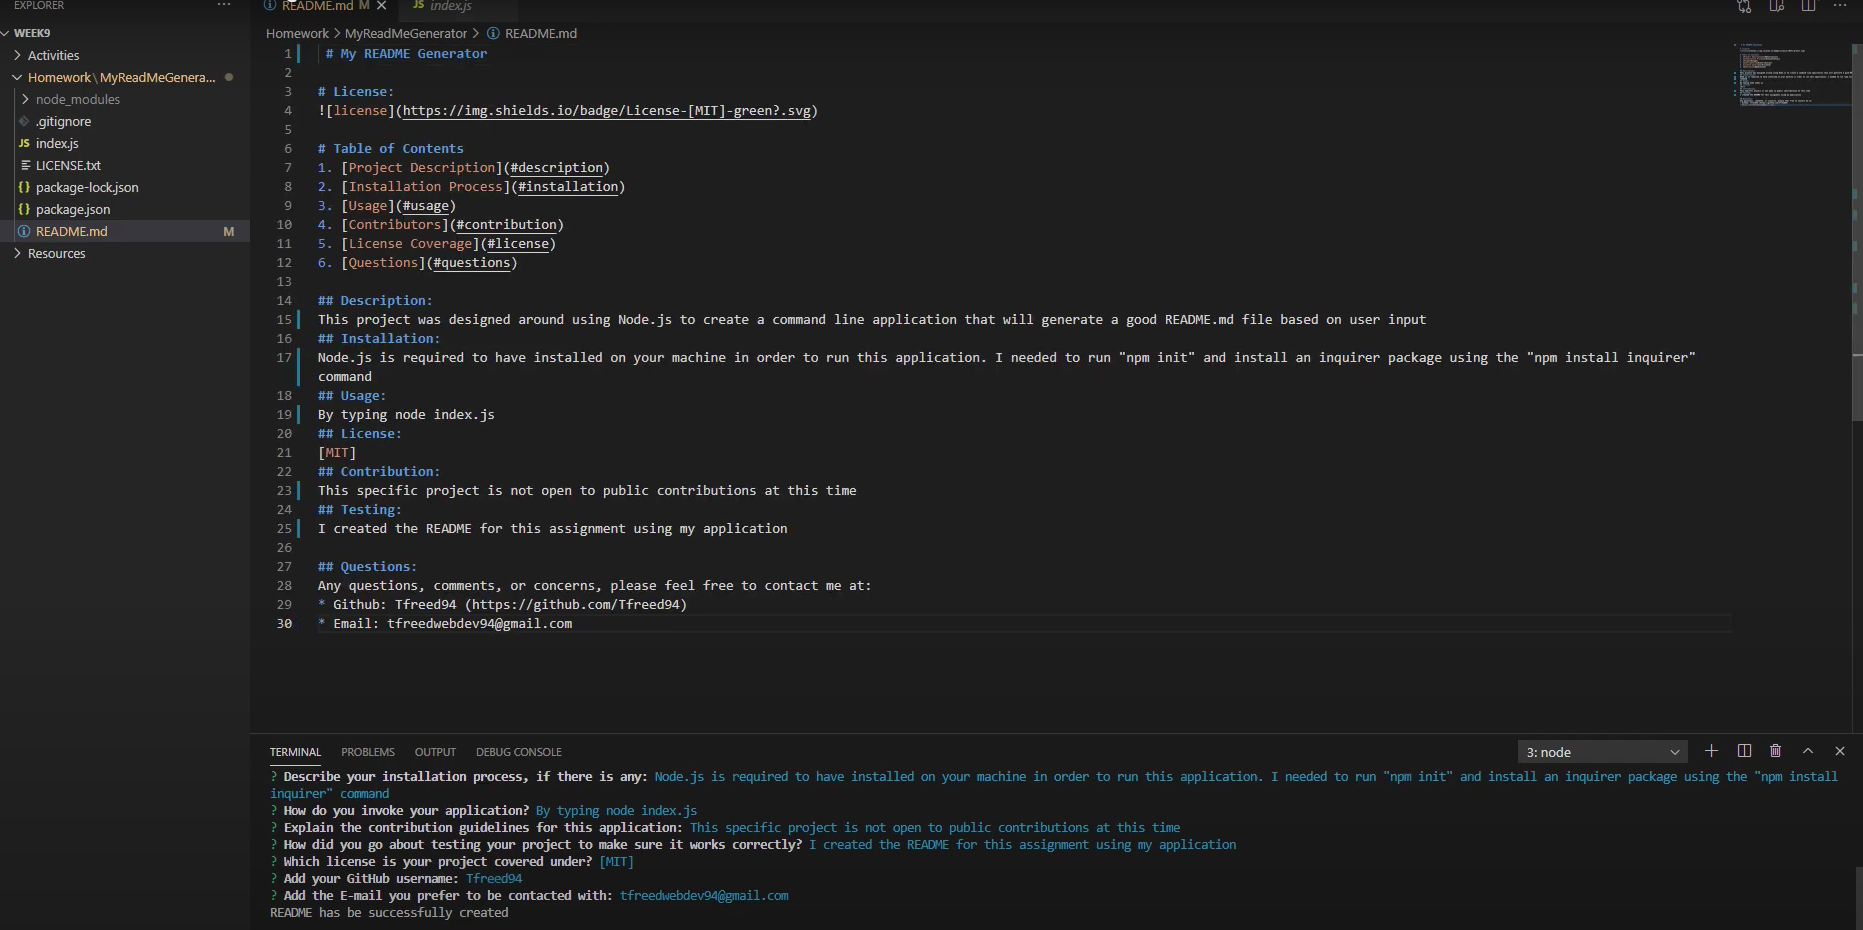 EXPLORER
···
README.md M ×
JS index.js
···
WEEK9
Activities
Homework\MyReadMeGenera...
node_modules
.gitignore
JS index.js
LICENSE.txt
{} package-lock.json
{} package.json
README.md M
Resources
Homework > MyReadMeGenerator > README.md
1 # My README Generator
2
3 # License:
4 ![license](https://img.shields.io/badge/License-[MIT]-green?.svg)
5
6 # Table of Contents
7 1. [Project Description](#description)
8 2. [Installation Process](#installation)
9 3. [Usage](#usage)
10 4. [Contributors](#contribution)
11 5. [License Coverage](#license)
12 6. [Questions](#questions)
13
14 ## Description:
15 This project was designed around using Node.js to create a command line application that will generate a good README.md file based on user input
16 ## Installation:
17 Node.js is required to have installed on your machine in order to run this application. I needed to run "npm init" and install an inquirer package using the "npm install inquirer"
command
18 ## Usage:
19 By typing node index.js
20 ## License:
21 [MIT]
22 ## Contribution:
23 This specific project is not open to public contributions at this time
24 ## Testing:
25 I created the README for this assignment using my application
26
27 ## Questions:
28 Any questions, comments, or concerns, please feel free to contact me at:
29 * Github: Tfreed94 (https://github.com/Tfreed94)
30 * Email: tfreedwebdev94@gmail.com
TERMINAL PROBLEMS OUTPUT DEBUG CONSOLE
3: node
? Describe your installation process, if there is any: Node.js is required to have installed on your machine in order to run this application. I needed to run "npm init" and install an inquirer package using the "npm install
inquirer" command
? How do you invoke your application? By typing node index.js
? Explain the contribution guidelines for this application: This specific project is not open to public contributions at this time
? How did you go about testing your project to make sure it works correctly? I created the README for this assignment using my application
? Which license is your project covered under? [MIT]
? Add your GitHub username: Tfreed94
? Add the E-mail you prefer to be contacted with: tfreedwebdev94@gmail.com
README has be successfully created